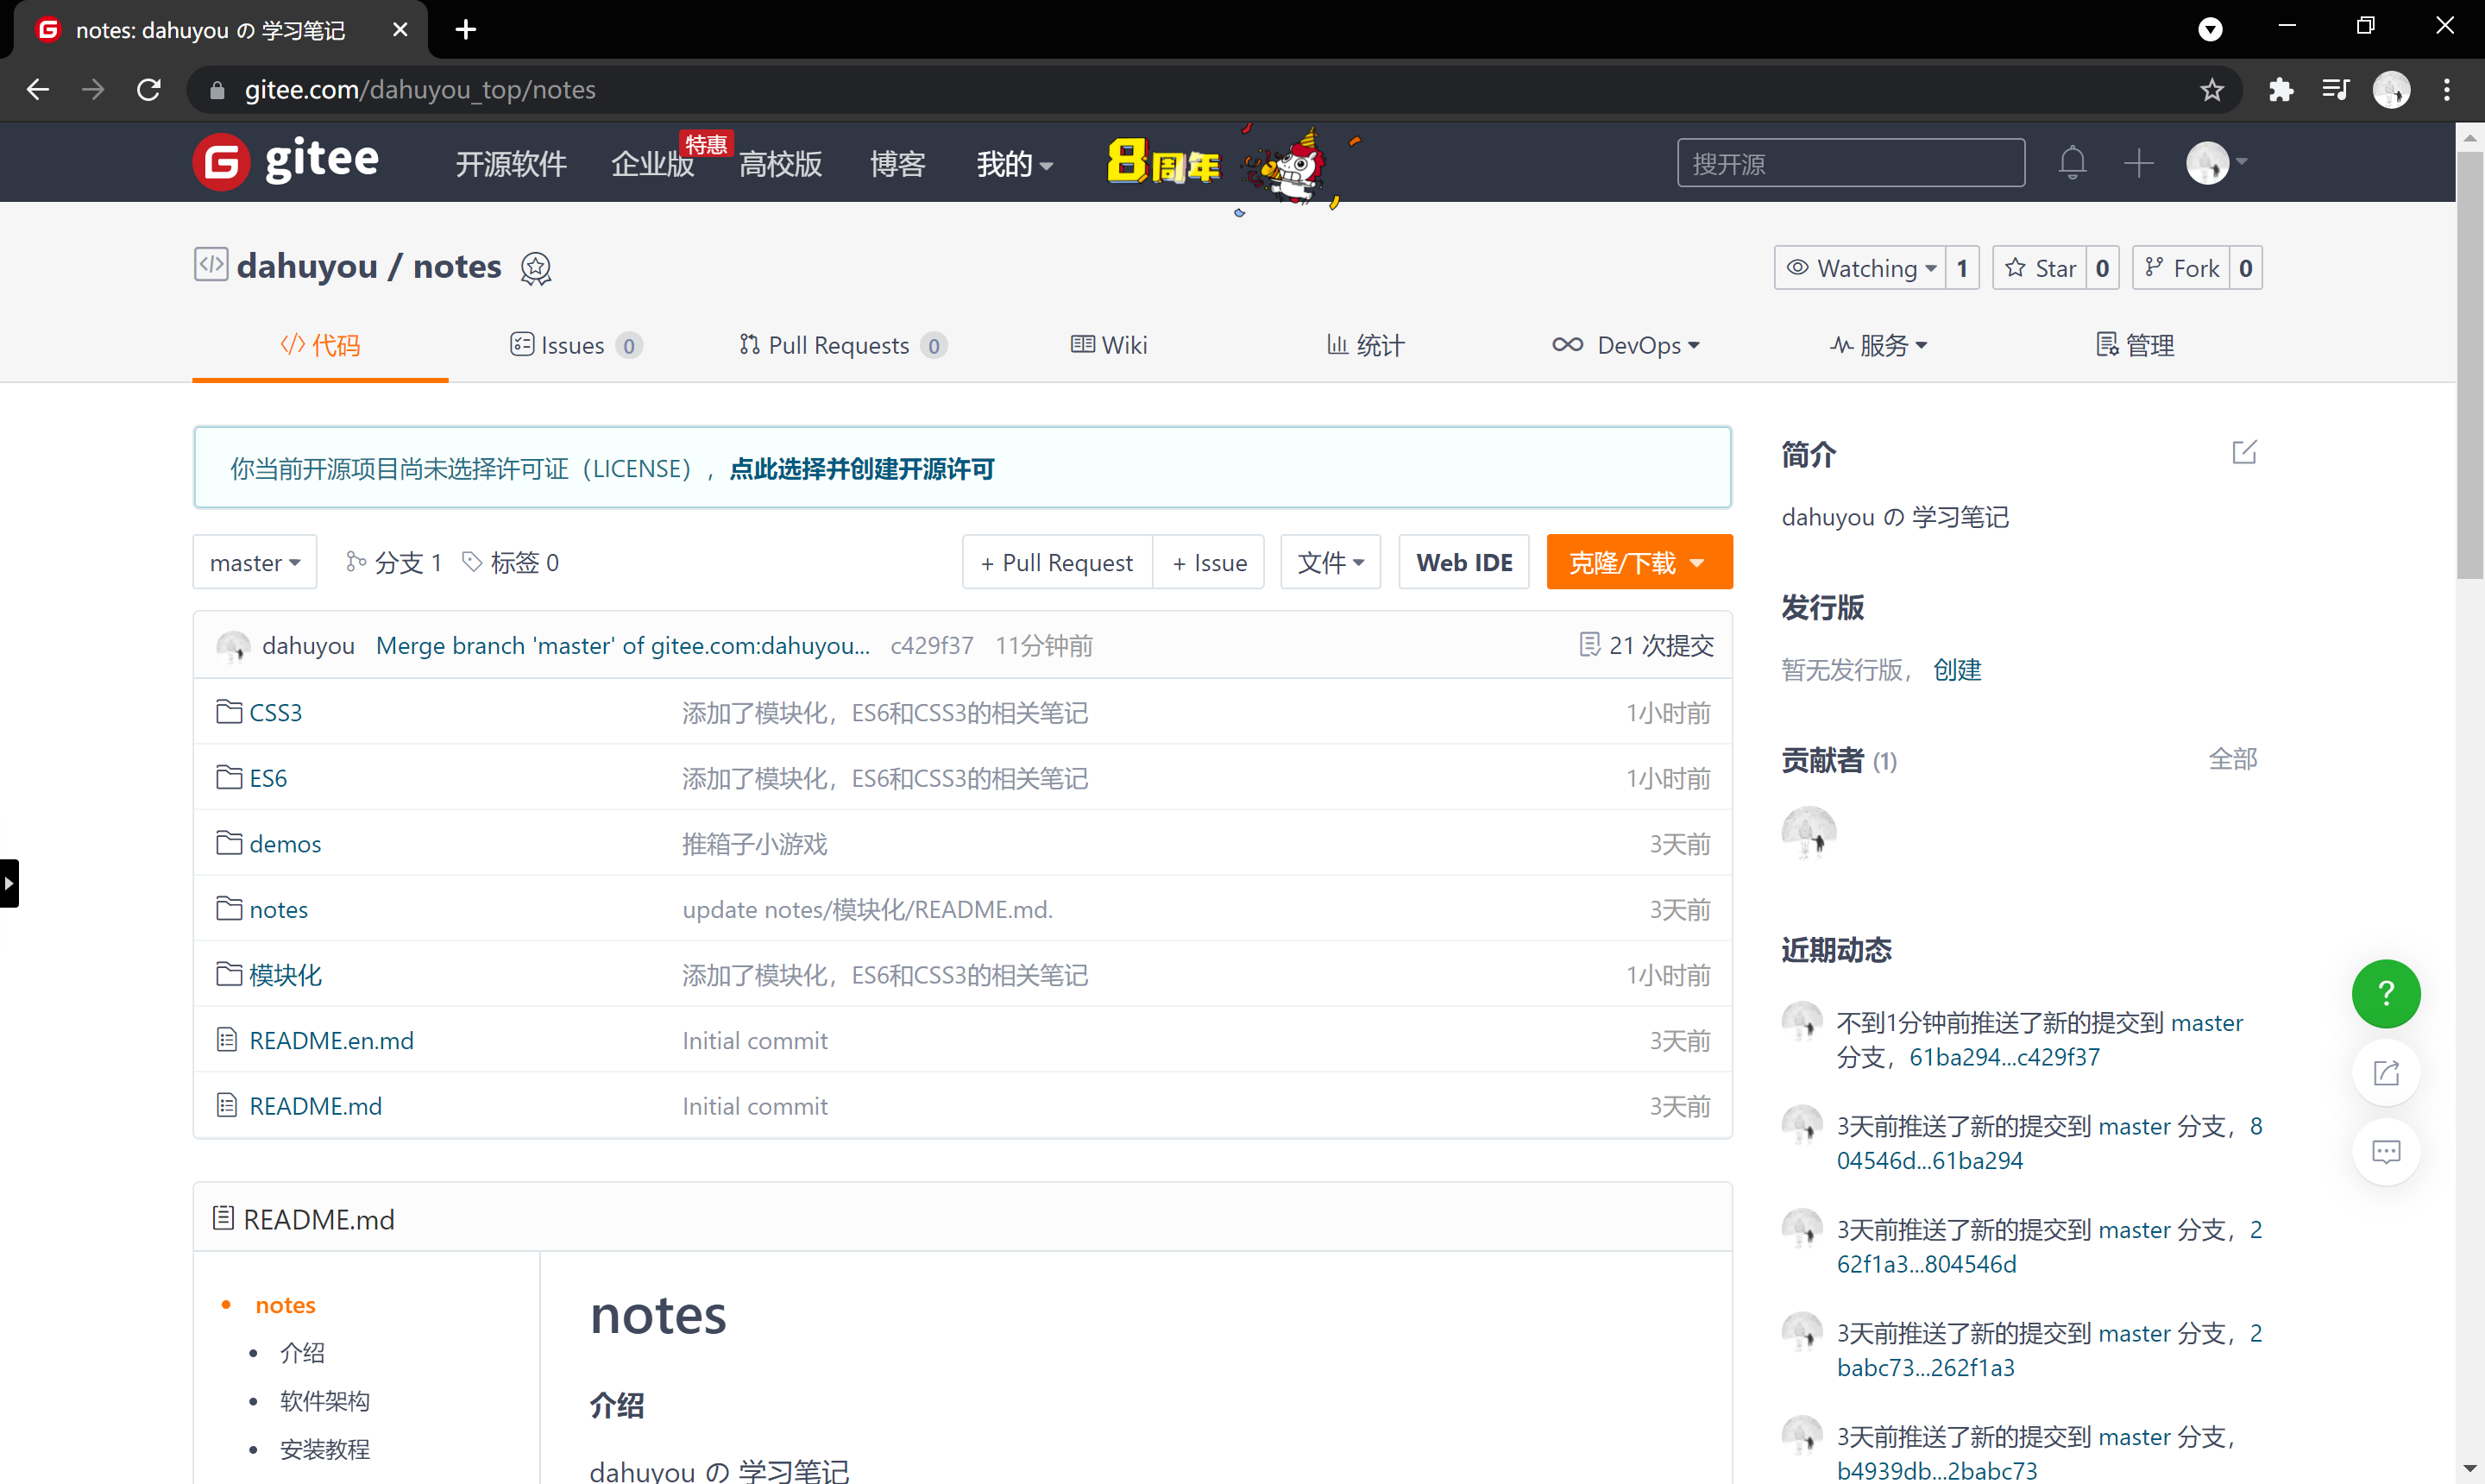 notes: dahuyou の 学习笔记
gitee.com/dahuyou_top/notes
gitee
开源软件
企业版
特惠
高校版
博客
我的
8周年
搜开源
dahuyou / notes
Watching 1
Star 0
Fork 0
代码
Issues 0
Pull Requests 0
Wiki
统计
DevOps
服务
管理
你当前开源项目尚未选择许可证（LICENSE），点此选择并创建开源许可
master
分支 1
标签 0
+ Pull Request
+ Issue
文件
Web IDE
克隆/下载
dahuyou Merge branch 'master' of gitee.com:dahuyou... c429f37 11分钟前
21 次提交
CSS3 添加了模块化，ES6和CSS3的相关笔记 1小时前
ES6 添加了模块化，ES6和CSS3的相关笔记 1小时前
demos 推箱子小游戏 3天前
notes update notes/模块化/README.md. 3天前
模块化 添加了模块化，ES6和CSS3的相关笔记 1小时前
README.en.md Initial commit 3天前
README.md Initial commit 3天前
README.md
notes
介绍
软件架构
安装教程
notes
介绍
dahuyou の 学习笔记
简介
dahuyou の 学习笔记
发行版
暂无发行版，创建
贡献者 (1) 全部
近期动态
不到1分钟前推送了新的提交到 master
分支，61ba294...c429f37
3天前推送了新的提交到 master 分支，8
04546d...61ba294
3天前推送了新的提交到 master 分支，2
62f1a3...804546d
3天前推送了新的提交到 master 分支，2
babc73...262f1a3
3天前推送了新的提交到 master 分支，
b4939db...2babc73
?